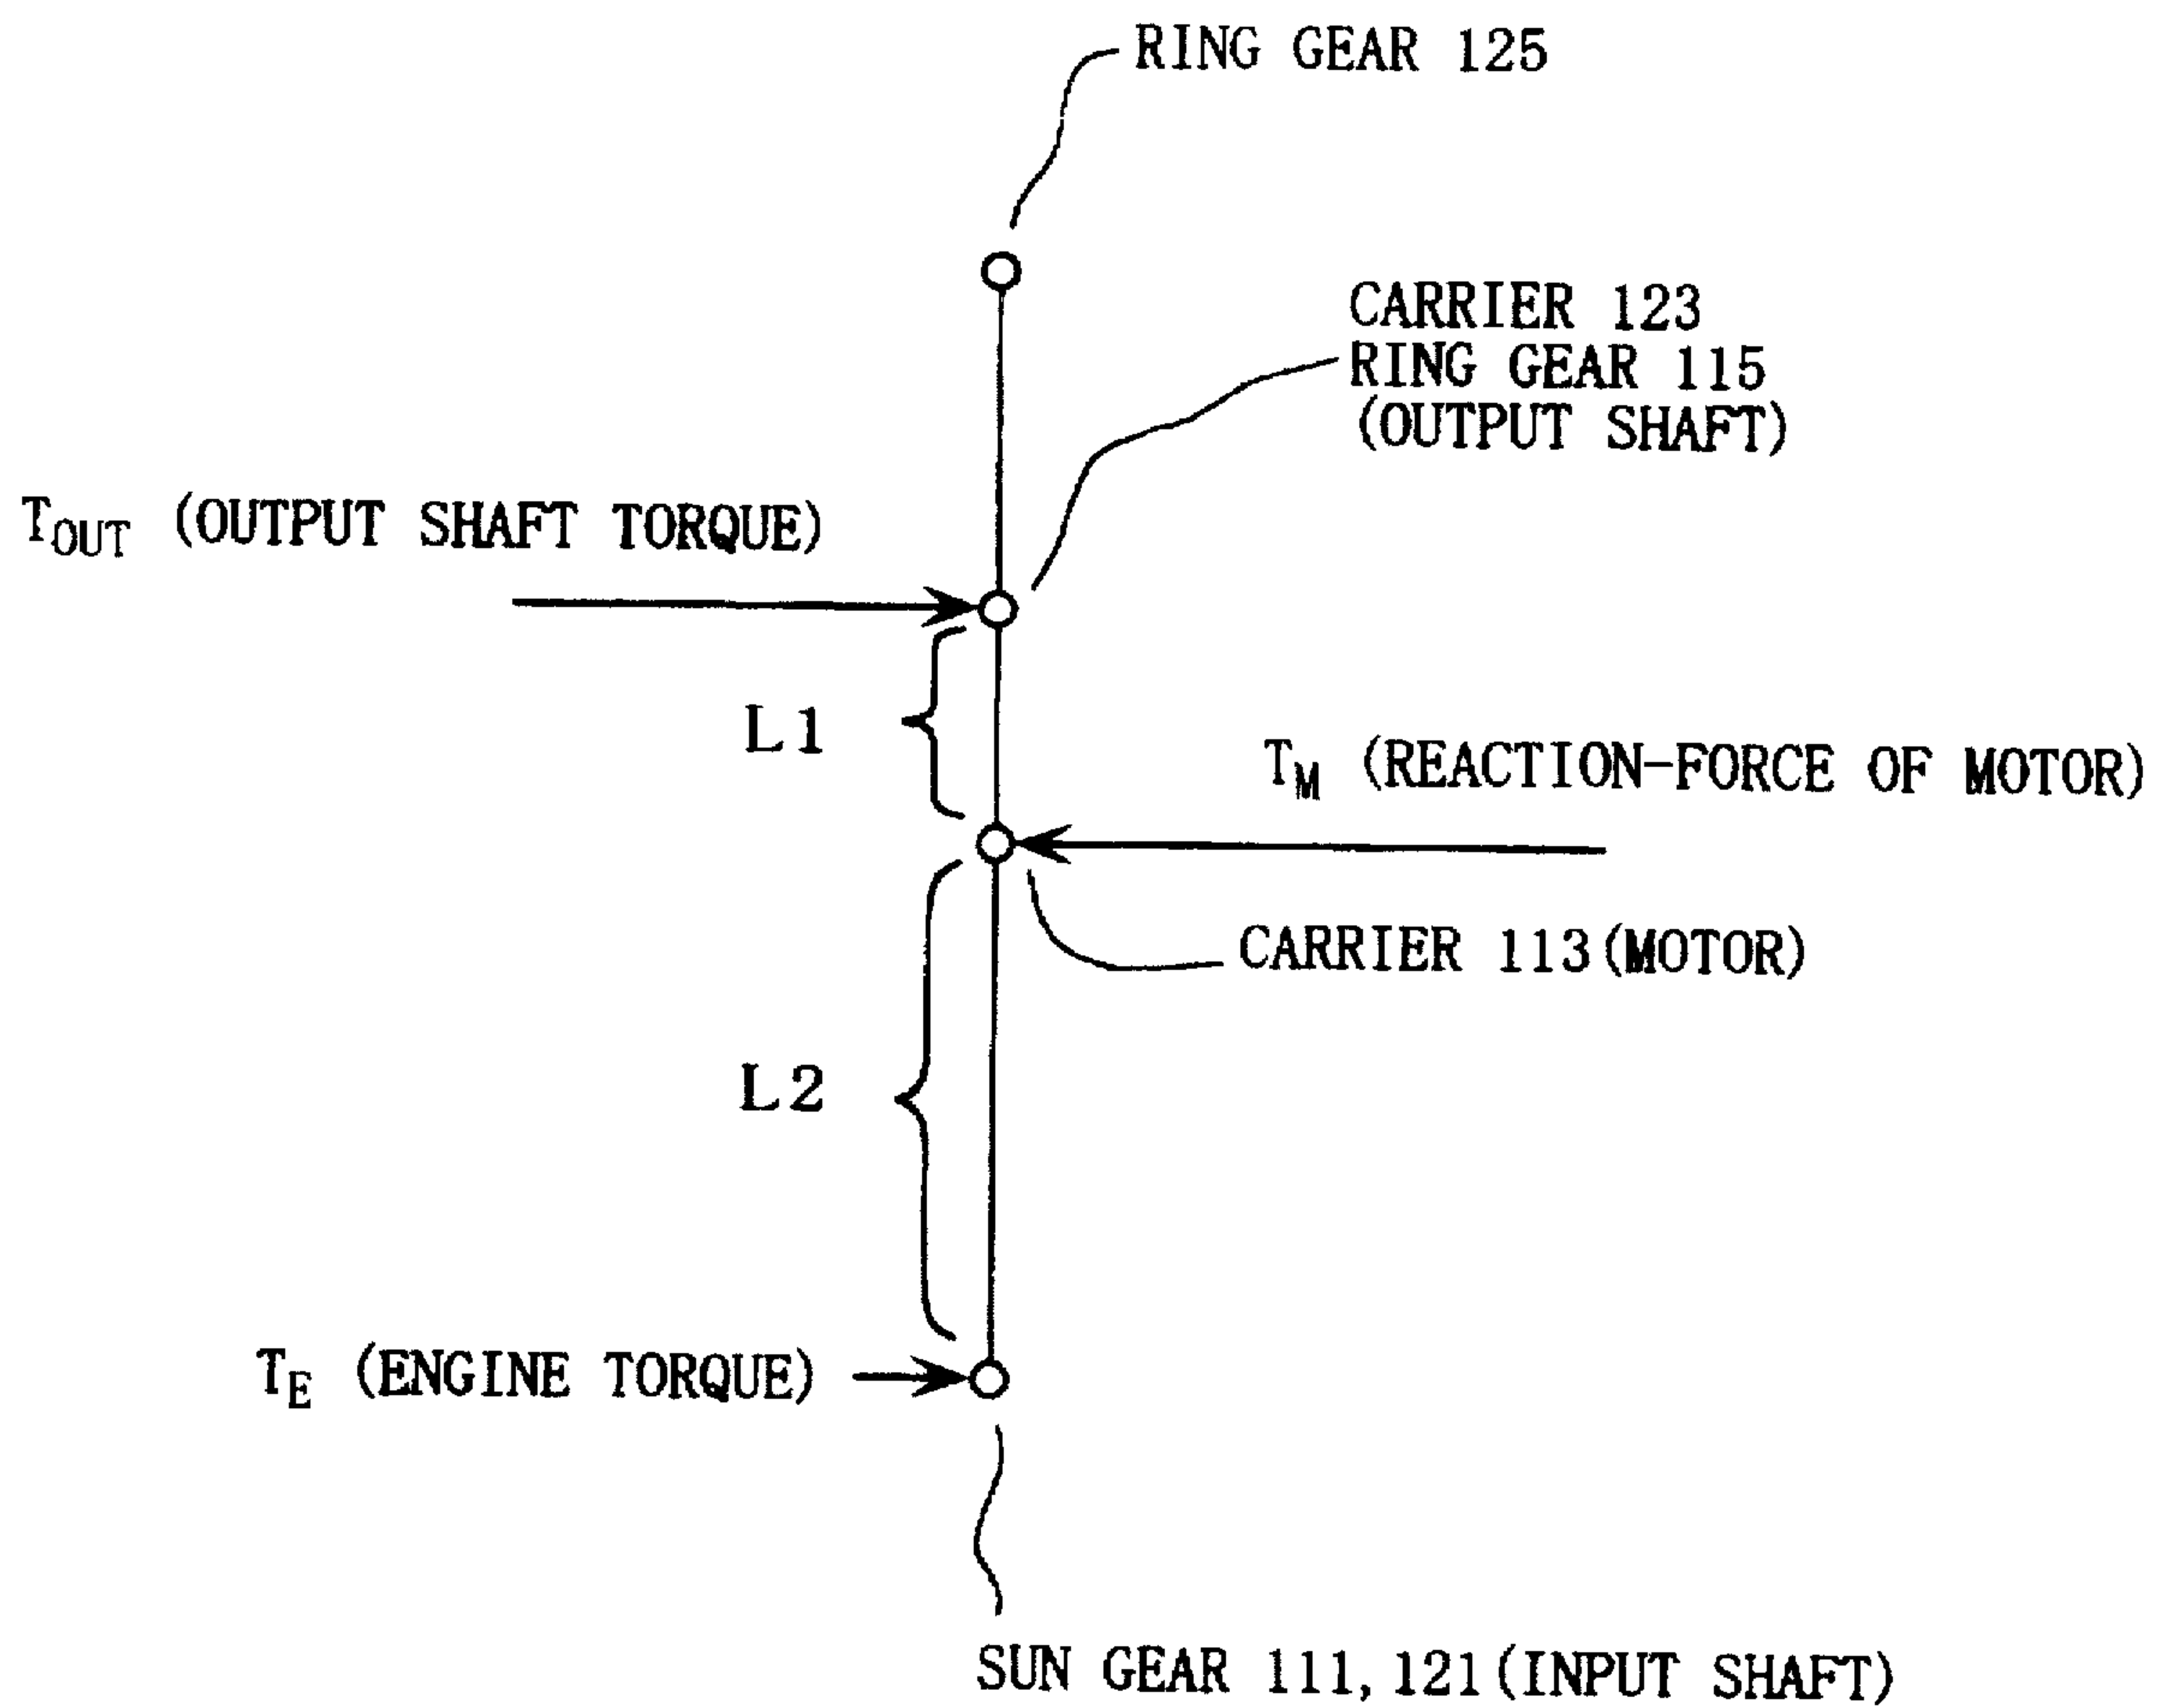 RING GEAR 125
CARRIER 123
RING GEAR 115
(OUTPUT SHAFT)
TOUT (OUTPUT SHAFT TORQUE)
L1
TM (REACTION-FORCE OF MOTOR)
CARRIER 113(MOTOR)
L2
TE (ENGINE TORQUE)
SUN GEAR 111,121(INPUT SHAFT)